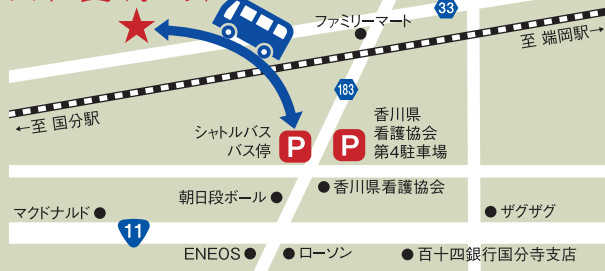 33
ファミリーマート
至 端岡駅→
183
←至 国分駅
香川県
看護協会
第4駐車場
シャトルバス
バス停
P
P
朝日段ボール
香川県看護協会
マクドナルド
ザグザグ
11
ENEOS
ローソン
百十四銀行国分寺支店